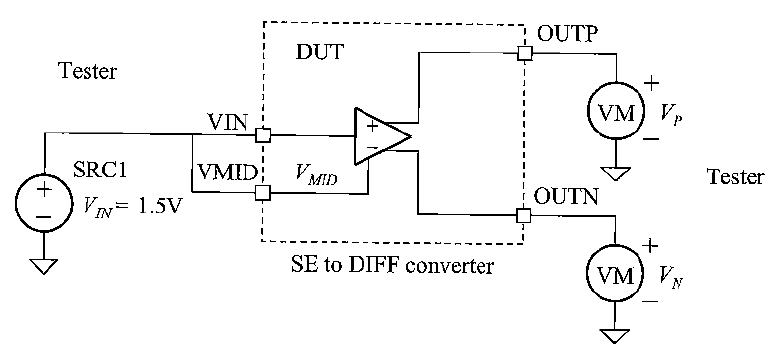 DUT
OUTP
Tester
+
VM
V_P
−
VIN
+
−
VMID
V_MID
SRC1
+
−
V_IN = 1.5V
OUTN
Tester
SE to DIFF converter
+
VM
V_N
−